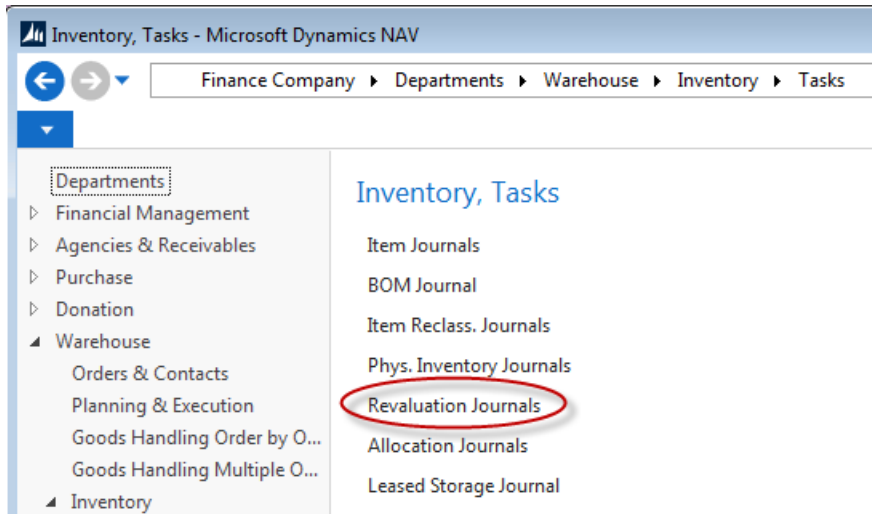 Inventory, Tasks - Microsoft Dynamics NAV
Finance Company ▸ Departments ▸ Warehouse ▸ Inventory ▸ Tasks
Departments
Financial Management
Agencies & Receivables
Purchase
Donation
Warehouse
Orders & Contacts
Planning & Execution
Goods Handling Order by O...
Goods Handling Multiple O...
Inventory
Inventory, Tasks
Item Journals
BOM Journal
Item Reclass. Journals
Phys. Inventory Journals
Revaluation Journals
Allocation Journals
Leased Storage Journal